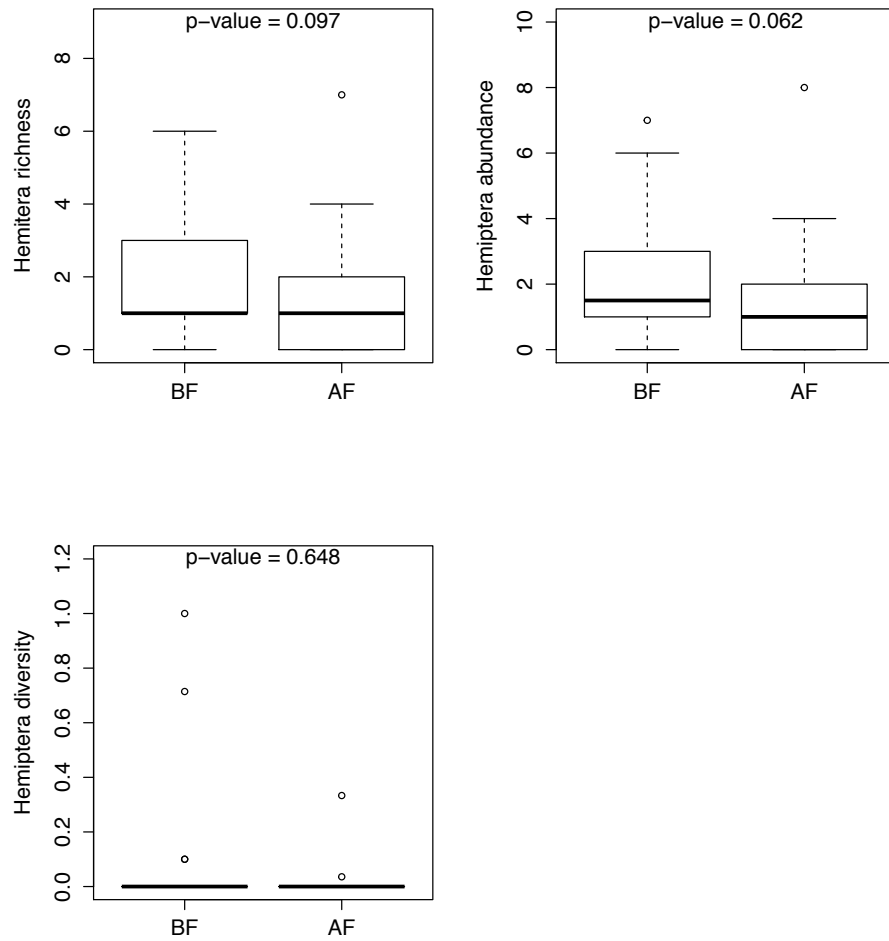 p−value = 0.097
Hemitera richness
0
2
4
6
8
BF
AF
p−value = 0.062
Hemiptera abundance
0
2
4
6
8
10
BF
AF
p−value = 0.648
Hemiptera diversity
0.0
0.2
0.4
0.6
0.8
1.0
1.2
BF
AF